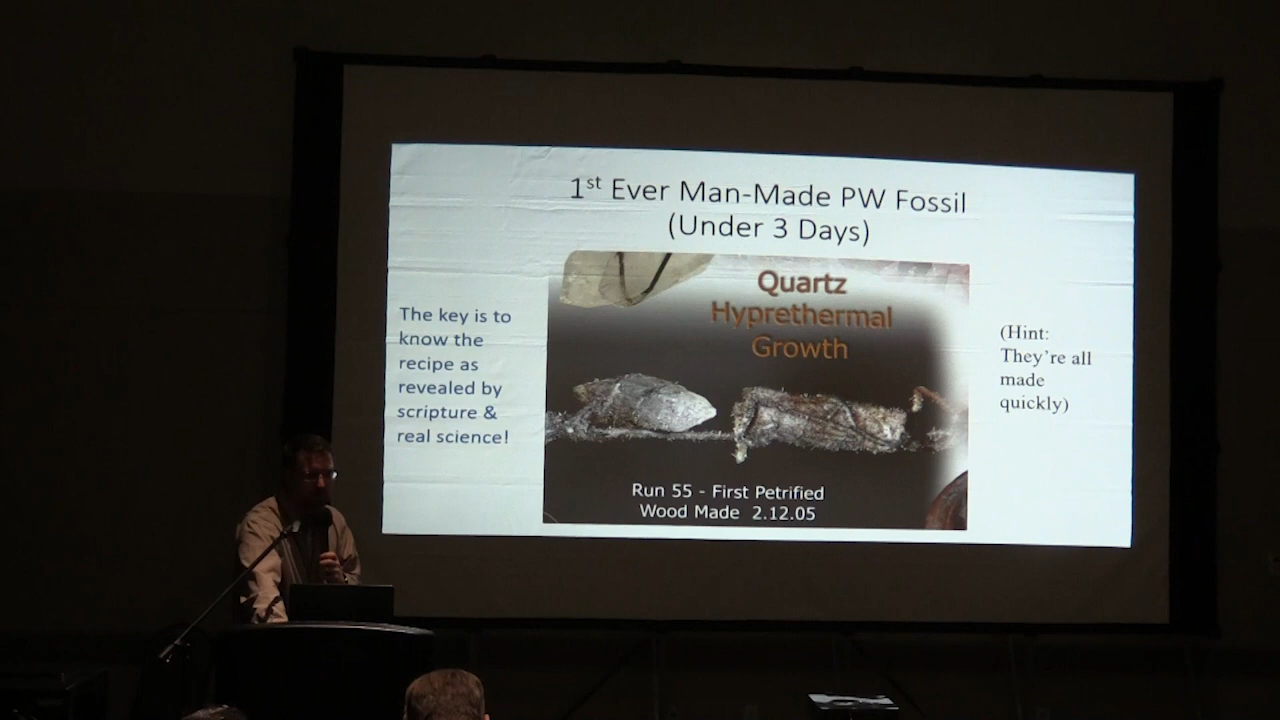 1st Ever Man-Made PW Fossil
(Under 3 Days)
The key is to
know the
recipe as
revealed by
scripture &
real science!
Quartz
Hyprethermal
Growth
Run 55 - First Petrified
Wood Made 2.12.05
(Hint:
They're all
made
quickly)